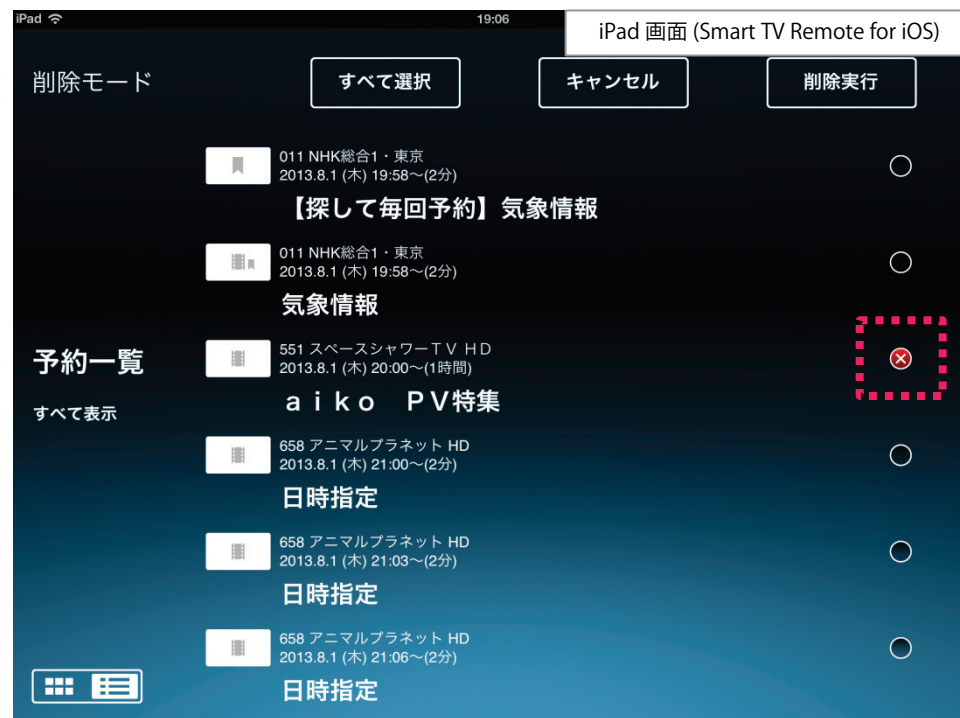 iPad
19:06
iPad 画面 (Smart TV Remote for iOS)
削除モード
すべて選択
キャンセル
削除実行
011 NHK総合1・東京
2013.8.1 (木) 19:58〜(2分)
【探して毎回予約】気象情報
011 NHK総合1・東京
2013.8.1 (木) 19:58〜(2分)
気象情報
予約一覧
すべて表示
551 スペースシャワーＴＶ ＨＤ
2013.8.1 (木) 20:00〜(1時間)
ａｉｋｏ　ＰＶ特集
658 アニマルプラネット HD
2013.8.1 (木) 21:00〜(2分)
日時指定
658 アニマルプラネット HD
2013.8.1 (木) 21:03〜(2分)
日時指定
658 アニマルプラネット HD
2013.8.1 (木) 21:06〜(2分)
日時指定